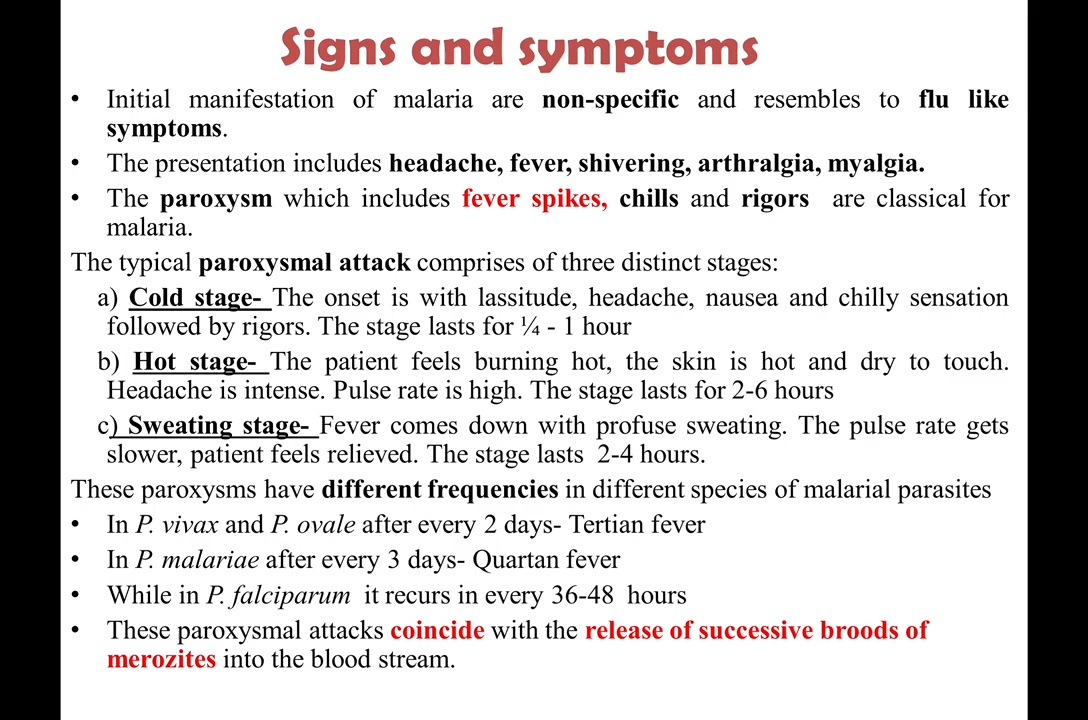 Signs and symptoms
• Initial manifestation of malaria are non-specific and resembles to flu like
symptoms.
• The presentation includes headache, fever, shivering, arthralgia, myalgia.
• The paroxysm which includes fever spikes, chills and rigors are classical for
malaria.
The typical paroxysmal attack comprises of three distinct stages:
a) Cold stage- The onset is with lassitude, headache, nausea and chilly sensation
followed by rigors. The stage lasts for ¼ - 1 hour
b) Hot stage- The patient feels burning hot, the skin is hot and dry to touch.
Headache is intense. Pulse rate is high. The stage lasts for 2-6 hours
c) Sweating stage- Fever comes down with profuse sweating. The pulse rate gets
slower, patient feels relieved. The stage lasts 2-4 hours.
These paroxysms have different frequencies in different species of malarial parasites
• In P. vivax and P. ovale after every 2 days- Tertian fever
• In P. malariae after every 3 days- Quartan fever
• While in P. falciparum it recurs in every 36-48 hours
• These paroxysmal attacks coincide with the release of successive broods of
merozites into the blood stream.